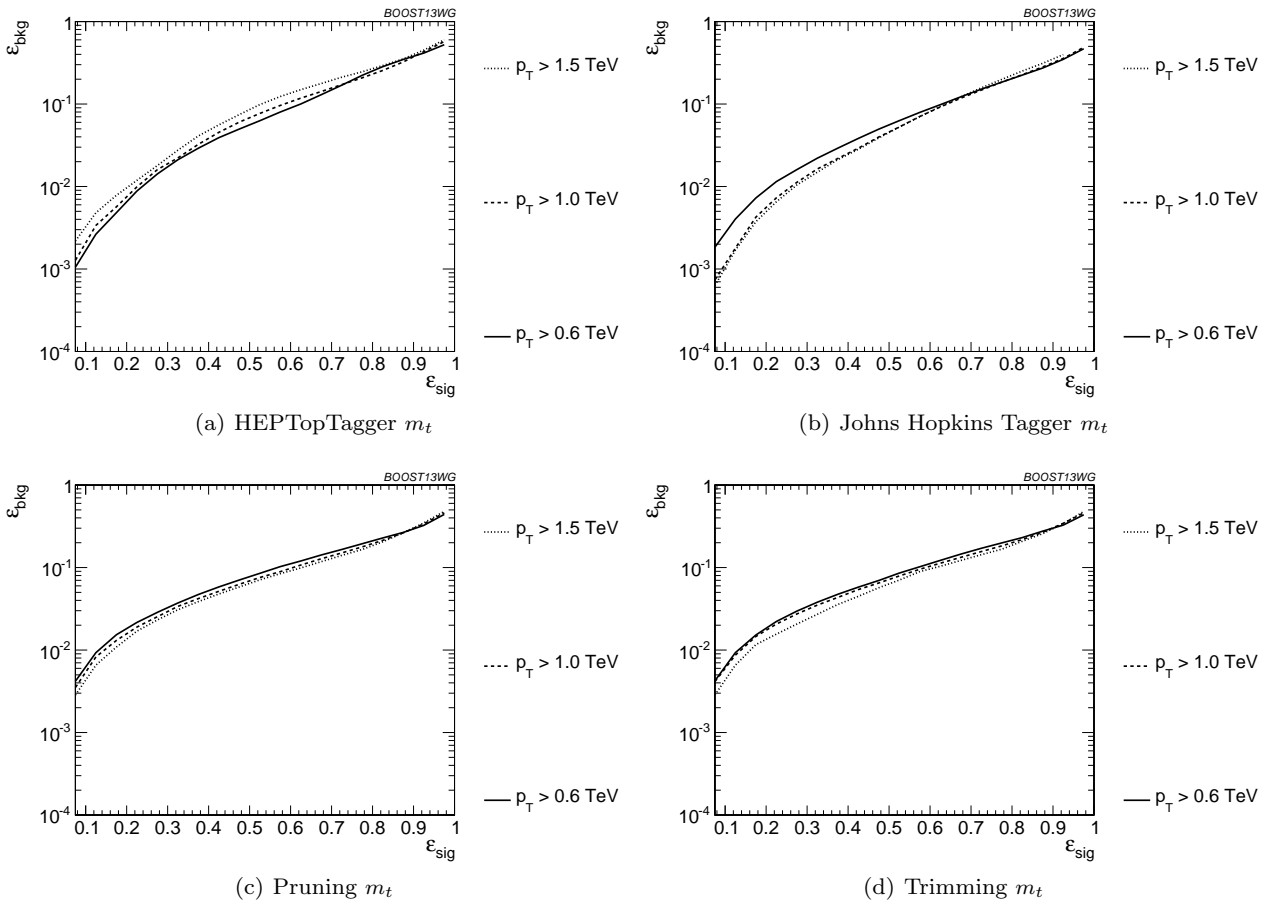 BOOST13WG
ε_bkg
1
10^-1
10^-2
10^-3
10^-4
0.1 0.2 0.3 0.4 0.5 0.6 0.7 0.8 0.9 1
ε_sig
p_T > 1.5 TeV
p_T > 1.0 TeV
p_T > 0.6 TeV
(a) HEPTopTagger m_t
BOOST13WG
ε_bkg
1
10^-1
10^-2
10^-3
10^-4
0.1 0.2 0.3 0.4 0.5 0.6 0.7 0.8 0.9 1
ε_sig
p_T > 1.5 TeV
p_T > 1.0 TeV
p_T > 0.6 TeV
(b) Johns Hopkins Tagger m_t
BOOST13WG
ε_bkg
1
10^-1
10^-2
10^-3
10^-4
0.1 0.2 0.3 0.4 0.5 0.6 0.7 0.8 0.9 1
ε_sig
p_T > 1.5 TeV
p_T > 1.0 TeV
p_T > 0.6 TeV
(c) Pruning m_t
BOOST13WG
ε_bkg
1
10^-1
10^-2
10^-3
10^-4
0.1 0.2 0.3 0.4 0.5 0.6 0.7 0.8 0.9 1
ε_sig
p_T > 1.5 TeV
p_T > 1.0 TeV
p_T > 0.6 TeV
(d) Trimming m_t